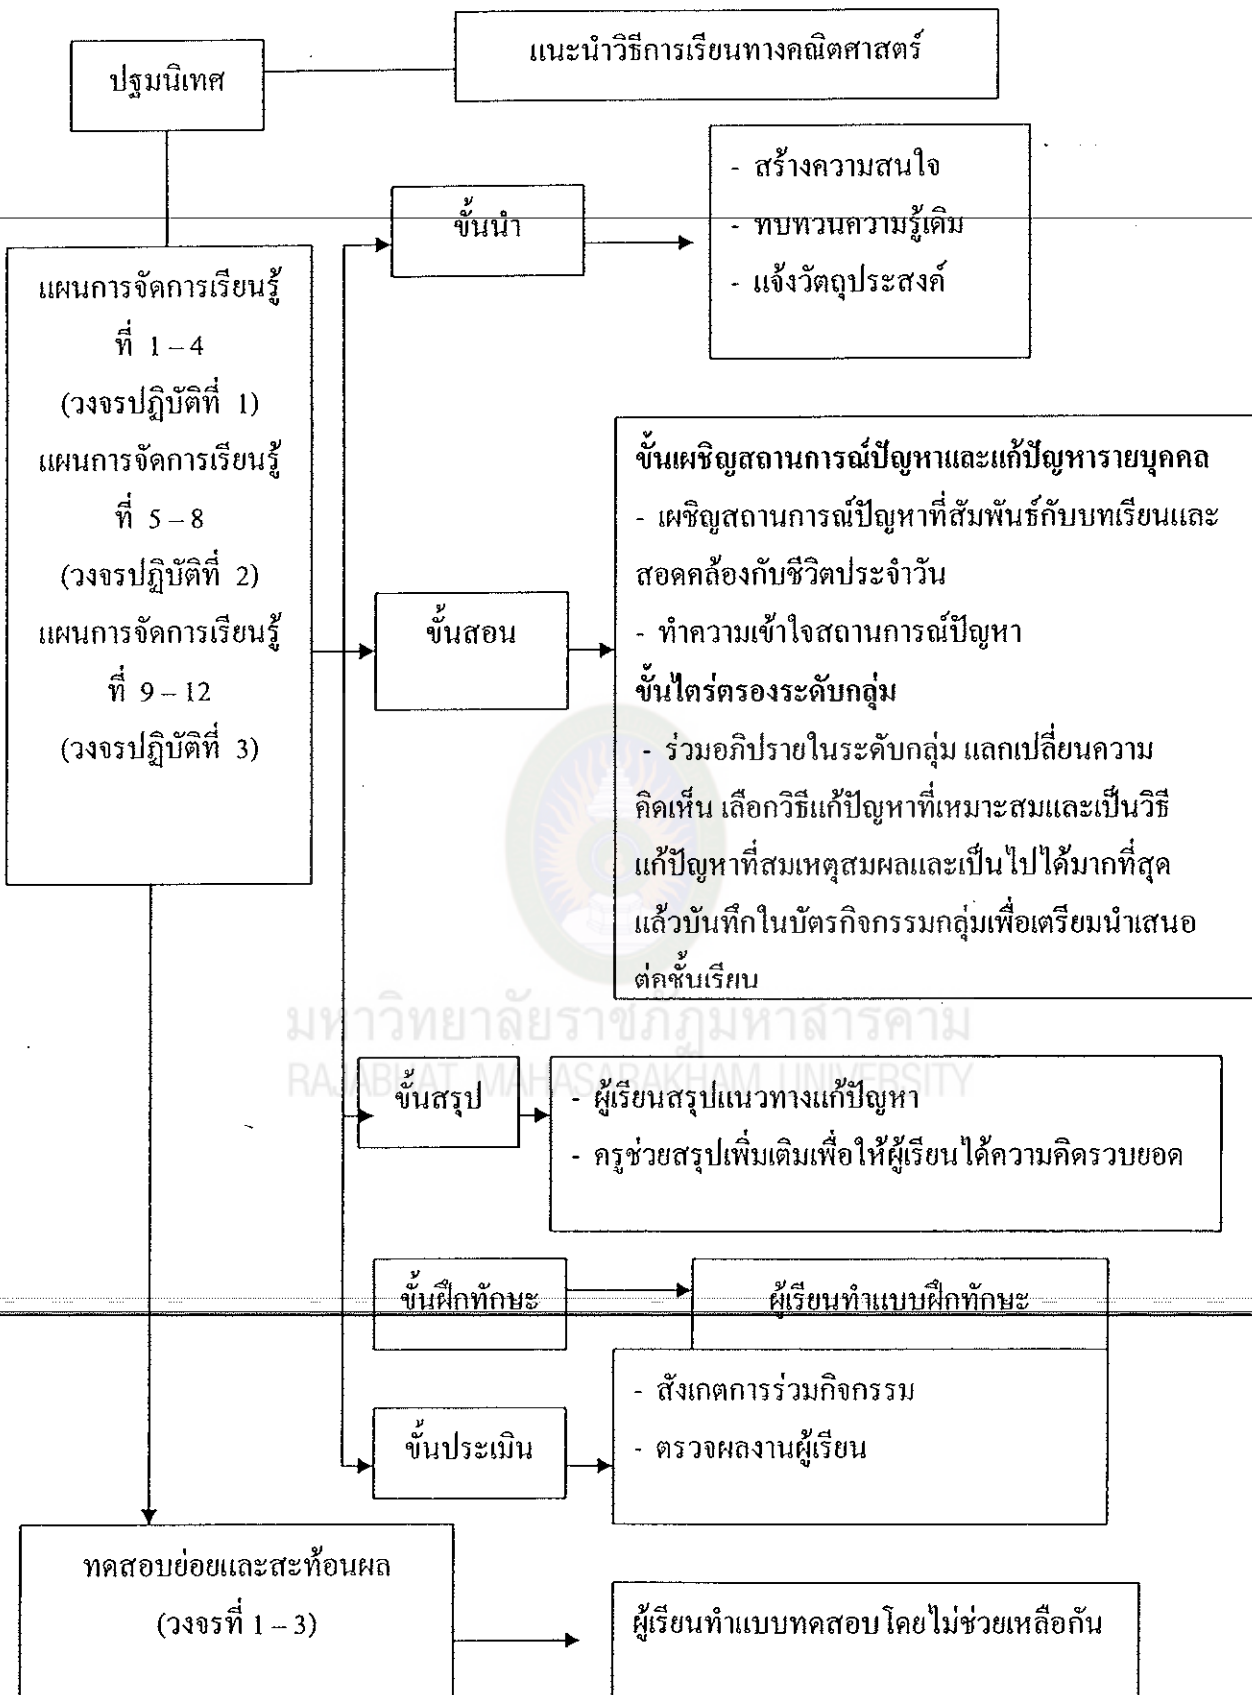 แนะนำวิธีการเรียนทางคณิตศาสตร์
ปฐมนิเทศ
- สร้างความสนใจ
- ทบทวนความรู้เดิม
- แจ้งวัตถุประสงค์
ขั้นนำ
แผนการจัดการเรียนรู้
ที่ 1 – 4
(วงจรปฏิบัติที่ 1)
แผนการจัดการเรียนรู้
ที่ 5 – 8
(วงจรปฏิบัติที่ 2)
แผนการจัดการเรียนรู้
ที่ 9 – 12
(วงจรปฏิบัติที่ 3)
ขั้นสอน
ขั้นเผชิญสถานการณ์ปัญหาและแก้ปัญหารายบุคคล
- เผชิญสถานการณ์ปัญหาที่สัมพันธ์กับบทเรียนและ
สอดคล้องกับชีวิตประจำวัน
- ทำความเข้าใจสถานการณ์ปัญหา
ขั้นไตร่ตรองระดับกลุ่ม
- ร่วมอภิปรายในระดับกลุ่ม แลกเปลี่ยนความ
คิดเห็น เลือกวิธีแก้ปัญหาที่เหมาะสมและเป็นวิธี
แก้ปัญหาที่สมเหตุสมผลและเป็นไปได้มากที่สุด
แล้วบันทึกในบัตรกิจกรรมกลุ่มเพื่อเตรียมนำเสนอ
ต่อชั้นเรียน
มหาวิทยาลัยราชภัฏมหาสารคาม
RAJABHAT MAHASARAKHAM UNIVERSITY
ขั้นสรุป
- ผู้เรียนสรุปแนวทางแก้ปัญหา
- ครูช่วยสรุปเพิ่มเติมเพื่อให้ผู้เรียนได้ความคิดรวบยอด
ขั้นฝึกทักษะ
ผู้เรียนทำแบบฝึกทักษะ
ขั้นประเมิน
- สังเกตการร่วมกิจกรรม
- ตรวจผลงานผู้เรียน
ทดสอบย่อยและสะท้อนผล
(วงจรที่ 1 – 3)
ผู้เรียนทำแบบทดสอบโดยไม่ช่วยเหลือกัน